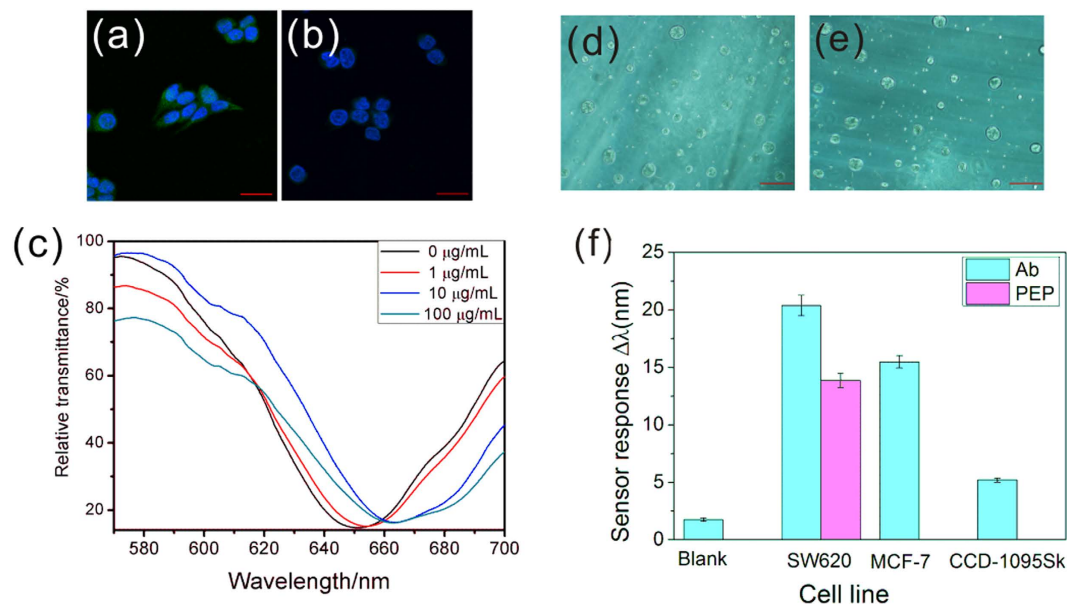 (a)
(b)
(d)
(e)
(c)
100
80
60
40
20
580
600
620
640
660
680
700
Relative transmittance/%
Wavelength/nm
0 μg/mL
1 μg/mL
10 μg/mL
100 μg/mL
(f)
25
20
15
10
5
0
Sensor response Δλ(nm)
Ab
PEP
Blank
SW620
MCF-7
CCD-1095Sk
Cell line